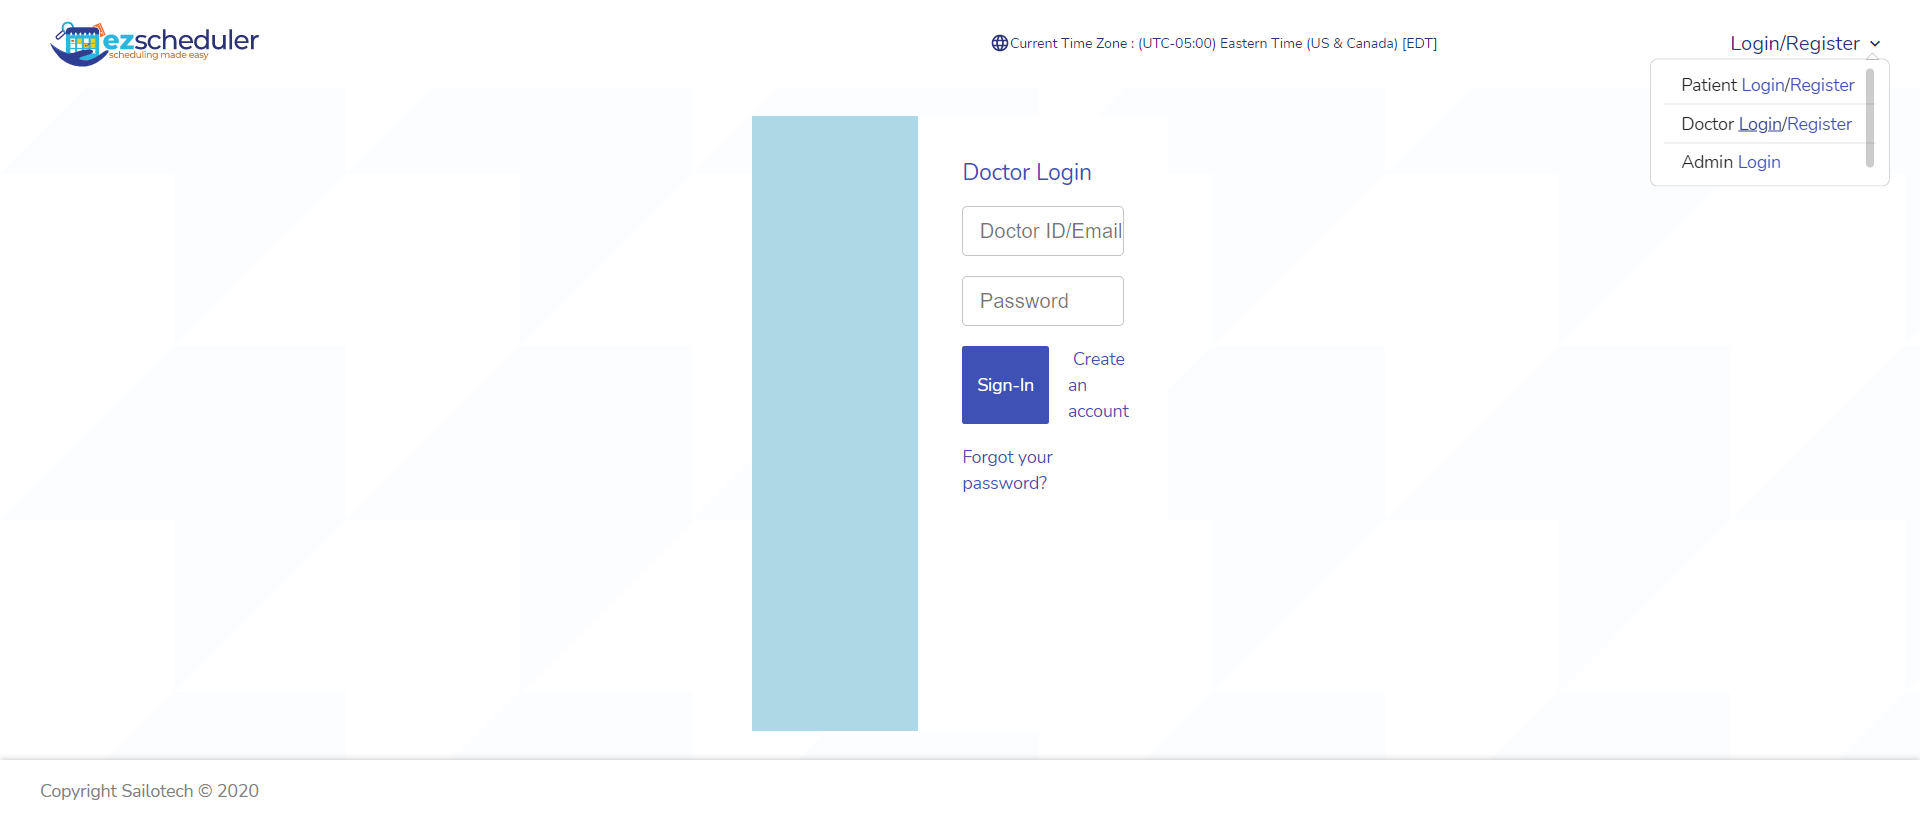 ezscheduler
scheduling made easy
Current Time Zone : (UTC-05:00) Eastern Time (US & Canada) [EDT]
Login/Register
Patient Login/Register
Doctor Login/Register
Admin Login
Doctor Login
Doctor ID/Email
Password
Sign-In
Create
an
account
Forgot your
password?
Copyright Sailotech © 2020